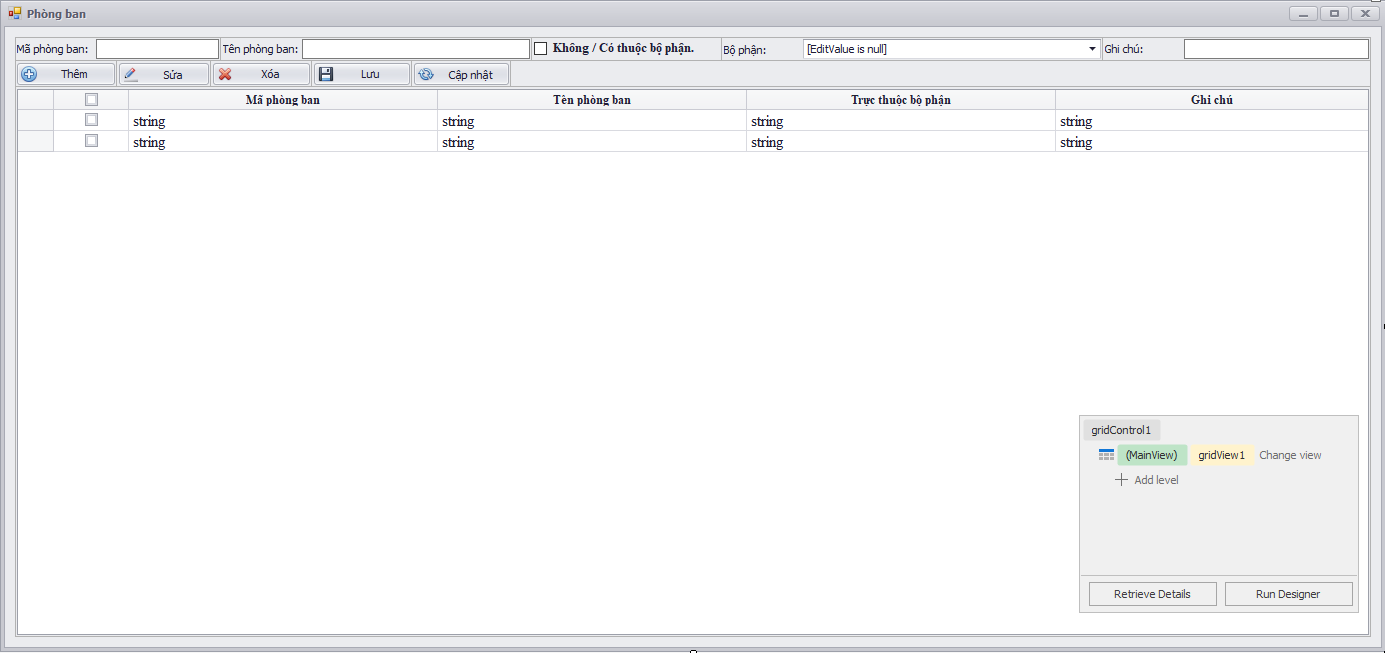 Phòng ban
Mã phòng ban: Tên phòng ban: Không / Có thuộc bộ phận. Bộ phận: [EditValue is null] Ghi chú:
Thêm Sửa Xóa Lưu Cập nhật
Mã phòng ban Tên phòng ban Trực thuộc bộ phận Ghi chú
string string string string
string string string string
gridControl1
(MainView) gridView1 Change view
Add level
Retrieve Details Run Designer